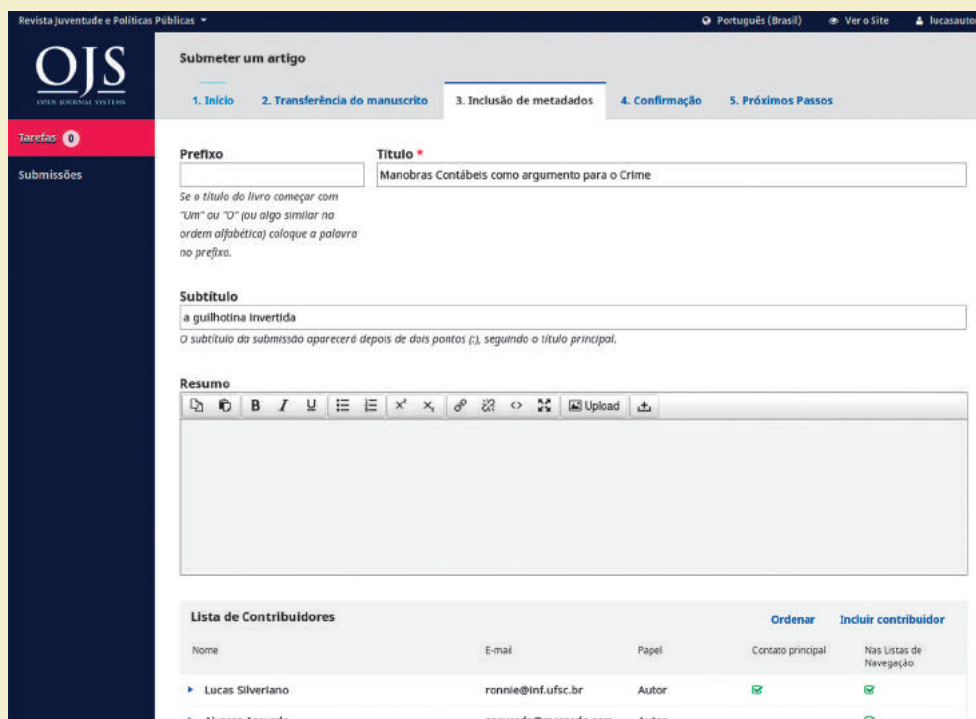 Revista Juventude e Políticas Públicas
Português (Brasil) Ver o Site lucasauto
OJS
OPEN JOURNAL SYSTEMS
Tarefas 0
Submissões
Submeter um artigo
1. Início 2. Transferência do manuscrito 3. Inclusão de metadados 4. Confirmação 5. Próximos Passos
Prefixo Título *
Manobras Contábeis como argumento para o Crime
Se o título do livro começar com
"Um" ou "O" (ou algo similar na
ordem alfabética) coloque a palavra
no prefixo.
Subtítulo
a guilhotina invertida
O subtítulo da submissão aparecerá depois de dois pontos (:), seguindo o título principal.
Resumo
B I U x² x₂ Upload
Lista de Contribuidores Ordenar Incluir contribuidor
Nome E-mail Papel Contato principal Nas Listas de
Navegação
Lucas Silveriano ronnie@inf.ufsc.br Autor